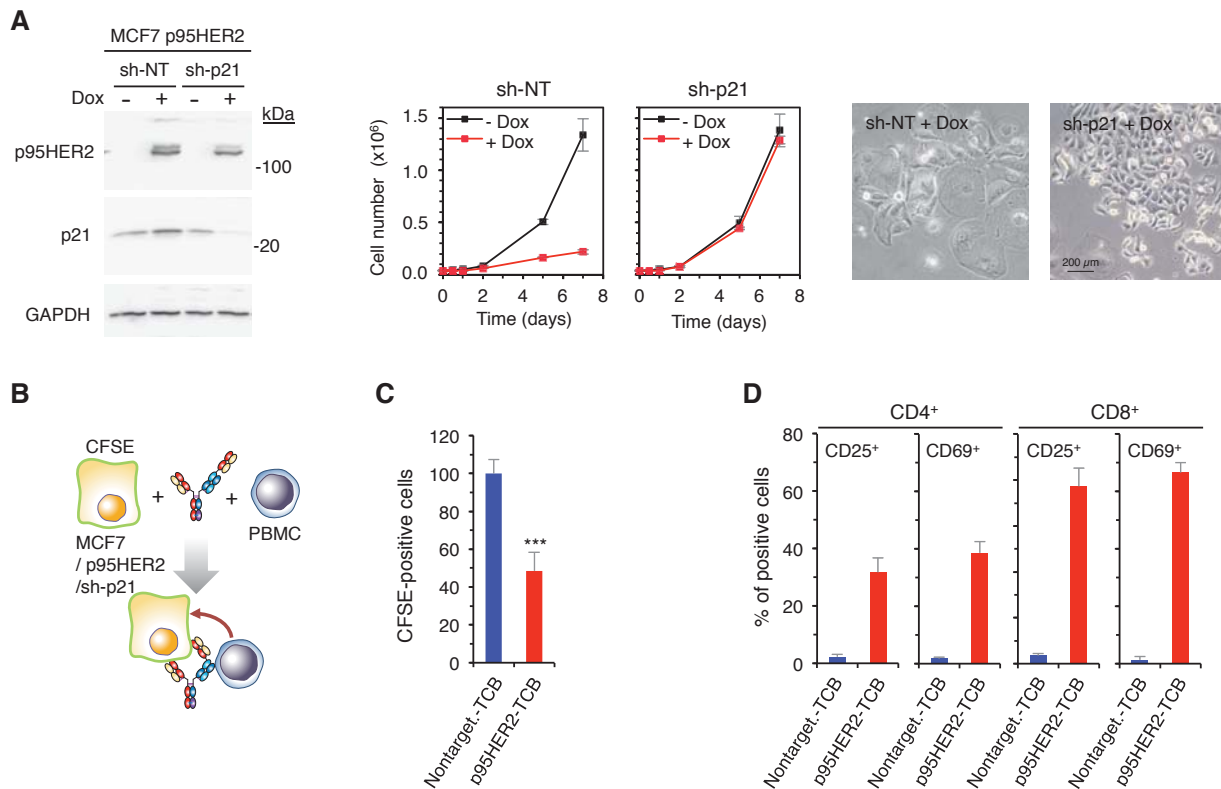 A
MCF7 p95HER2
sh-NT sh-p21
Dox - + - +
kDa
p95HER2
-100
p21
-20
GAPDH
sh-NT
- Dox
+ Dox
Cell number (x10⁶)
1.5
1.0
0.5
0.0
0 2 4 6 8
Time (days)
sh-p21
- Dox
+ Dox
0 2 4 6 8
Time (days)
sh-NT + Dox
sh-p21 + Dox
200 µm
B
CFSE
+ +
PBMC
MCF7
/ p95HER2
/sh-p21
C
CFSE-positive cells
120
100
80
60
40
20
0
***
Nontarget.-TCB
p95HER2-TCB
D
CD4⁺ CD8⁺
CD25⁺ CD69⁺ CD25⁺ CD69⁺
% of positive cells
80
60
40
20
0
Nontarget.-TCB
p95HER2-TCB
Nontarget.-TCB
p95HER2-TCB
Nontarget.-TCB
p95HER2-TCB
Nontarget.-TCB
p95HER2-TCB